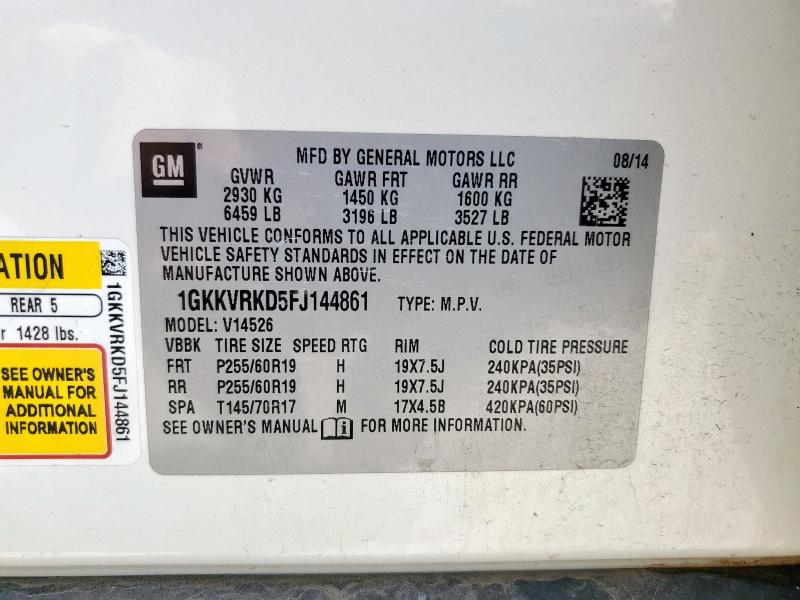 GM
MFD BY GENERAL MOTORS LLC 08/14
GVWR GAWR FRT GAWR RR
2930 KG 1450 KG 1600 KG
6459 LB 3196 LB 3527 LB
THIS VEHICLE CONFORMS TO ALL APPLICABLE U.S. FEDERAL MOTOR
VEHICLE SAFETY STANDARDS IN EFFECT ON THE DATE OF
MANUFACTURE SHOWN ABOVE.
1GKKVRKD5FJ144861 TYPE: M.P.V.
MODEL: V14526
VBBK TIRE SIZE SPEED RTG RIM COLD TIRE PRESSURE
FRT P255/60R19 H 19X7.5J 240KPA(35PSI)
RR P255/60R19 H 19X7.5J 240KPA(35PSI)
SPA T145/70R17 M 17X4.5B 420KPA(60PSI)
SEE OWNER'S MANUAL FOR MORE INFORMATION.
ATION
REAR 5
r 1428 lbs.
SEE OWNER'S
MANUAL FOR
ADDITIONAL
INFORMATION
1GKKVRKD5FJ144861